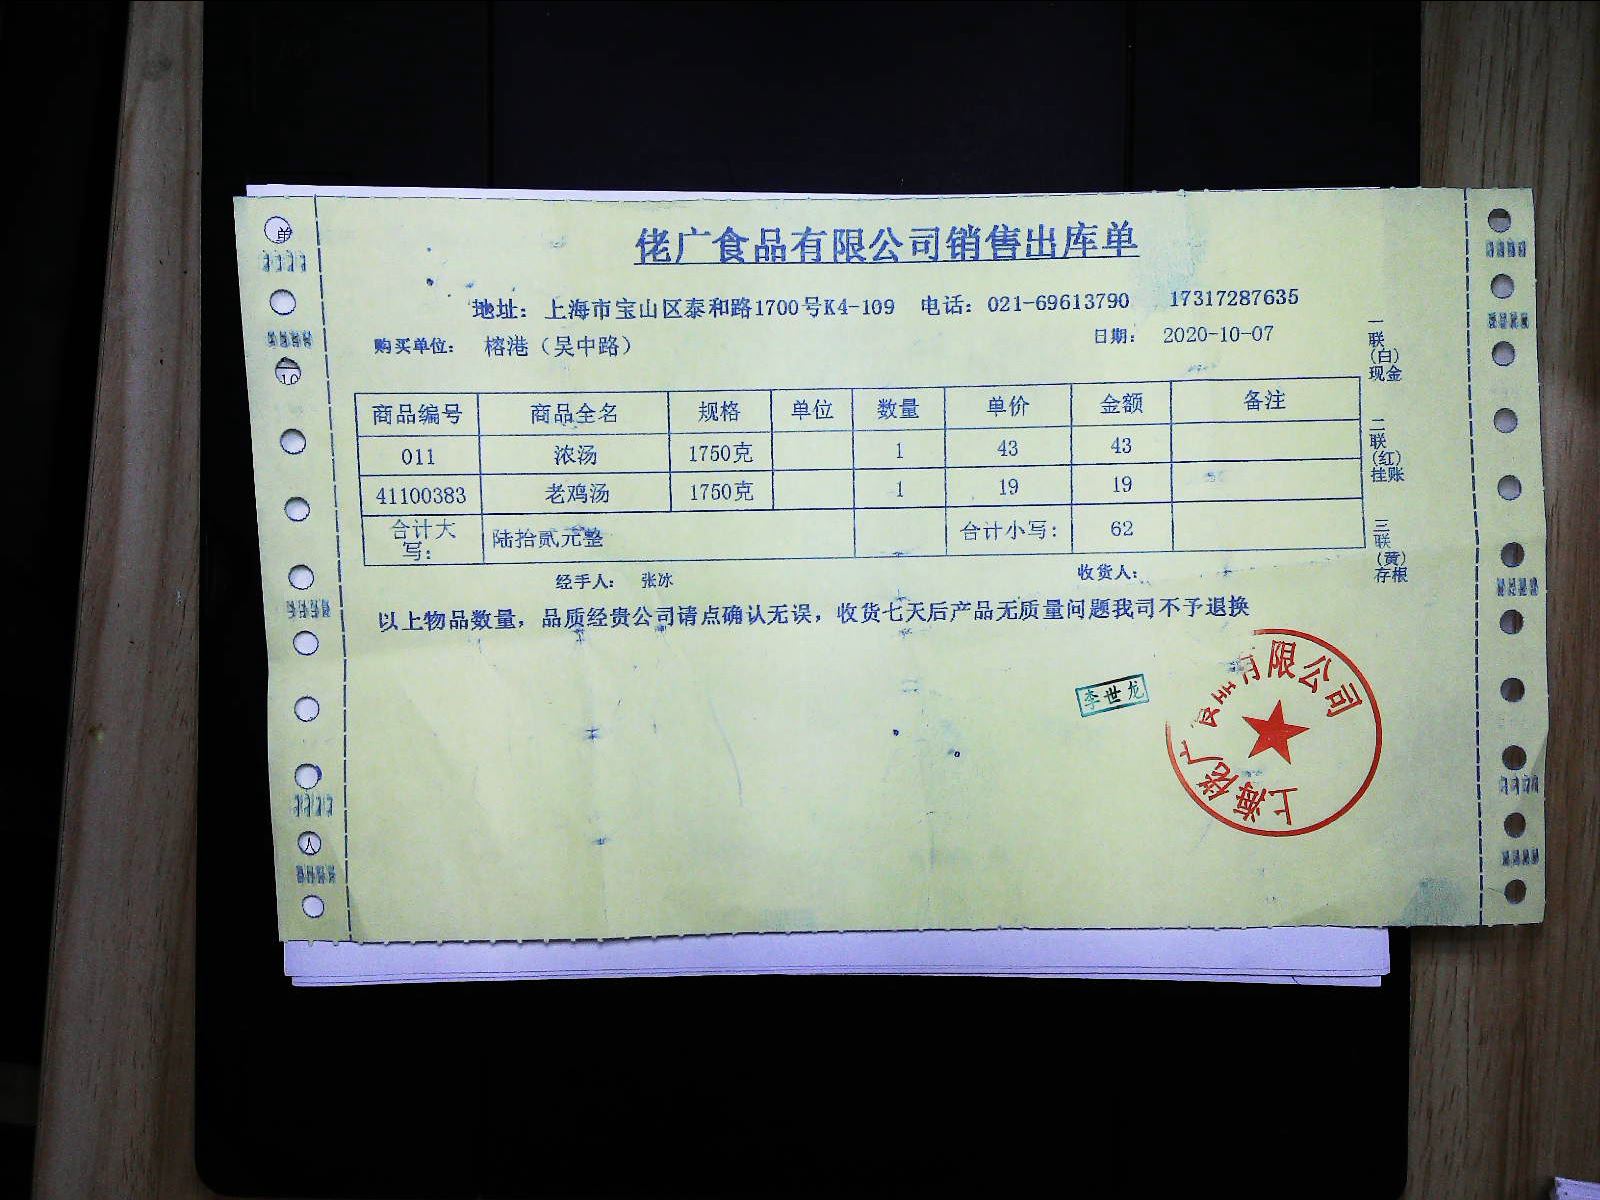 佬广食品有限公司销售出库单
地址： 上海市宝山区泰和路1700号K4-109 电话：021-69613790 17317287635
购买单位： 榕港（吴中路） 日期： 2020-10-07
商品编号 商品全名 规格 单位 数量 单价 金额 备注
011 浓汤 1750克 1 43 43
41100383 老鸡汤 1750克 1 19 19
合计大写： 陆拾贰元整 合计小写： 62
经手人： 张冰 收货人：
以上物品数量，品质经贵公司请点确认无误，收货七天后产品无质量问题我司不予退换
一联（白）现金
二联（红）挂账
三联（黄）存根
李世龙
上海佬广 有限公司
单
10
人